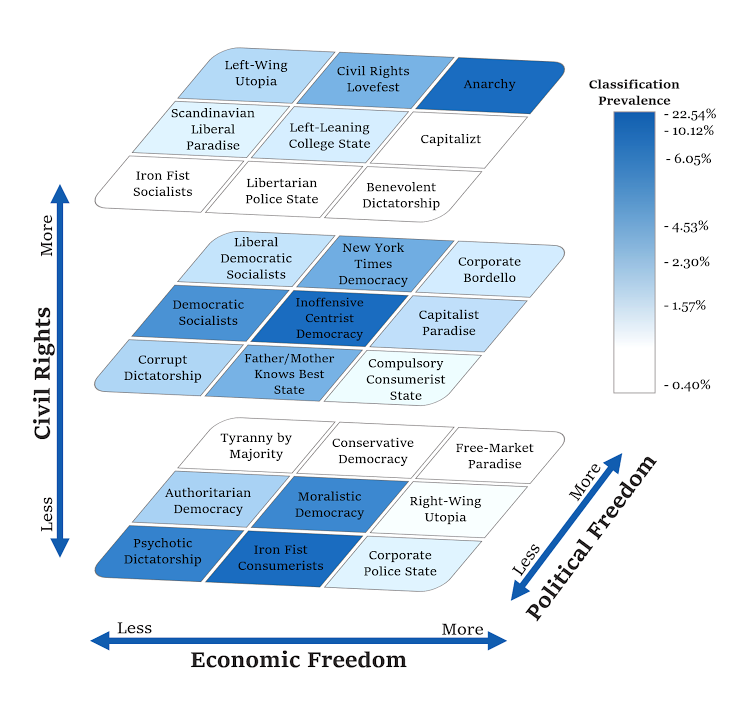 Left-Wing
Utopia
Civil Rights
Lovefest
Anarchy
Scandinavian
Liberal
Paradise
Left-Leaning
College State
Capitalizt
Iron Fist
Socialists
Libertarian
Police State
Benevolent
Dictatorship
Liberal
Democratic
Socialists
New York
Times
Democracy
Corporate
Bordello
Democratic
Socialists
Inoffensive
Centrist
Democracy
Capitalist
Paradise
Corrupt
Dictatorship
Father/Mother
Knows Best
State
Compulsory
Consumerist
State
Tyranny by
Majority
Conservative
Democracy
Free-Market
Paradise
Authoritarian
Democracy
Moralistic
Democracy
Right-Wing
Utopia
Psychotic
Dictatorship
Iron Fist
Consumerists
Corporate
Police State
Classification
Prevalence
- 22.54%
- 10.12%
- 6.05%
- 4.53%
- 2.30%
- 1.57%
- 0.40%
More
Civil Rights
Less
More
Political Freedom
Less
Less
More
Economic Freedom